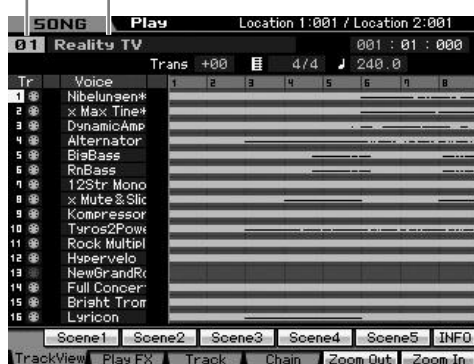 SONG Play Location 1:001 / Location 2:001
01 Reality TV 001 : 01 : 000
Trans +00 4/4 ♩ 240.0
Tr Voice 1 2 3 4 5 6 7 8
1 Nibelungen*
2 x Max Tine*
3 DynamicAmp
4 Alternator
5 BigBass
6 RnBass
7 12Str Mono
8 x Mute&Slic
9 Kompressor
10 Tyros2Powe
11 Rock Multipl
12 Hypervelo
13 NewGrandRo
14 Full Concer
15 Bright Trom
16 Lyricon
Scene1 Scene2 Scene3 Scene4 Scene5 INFO
TrackView Play FX Track Chain Zoom Out Zoom In